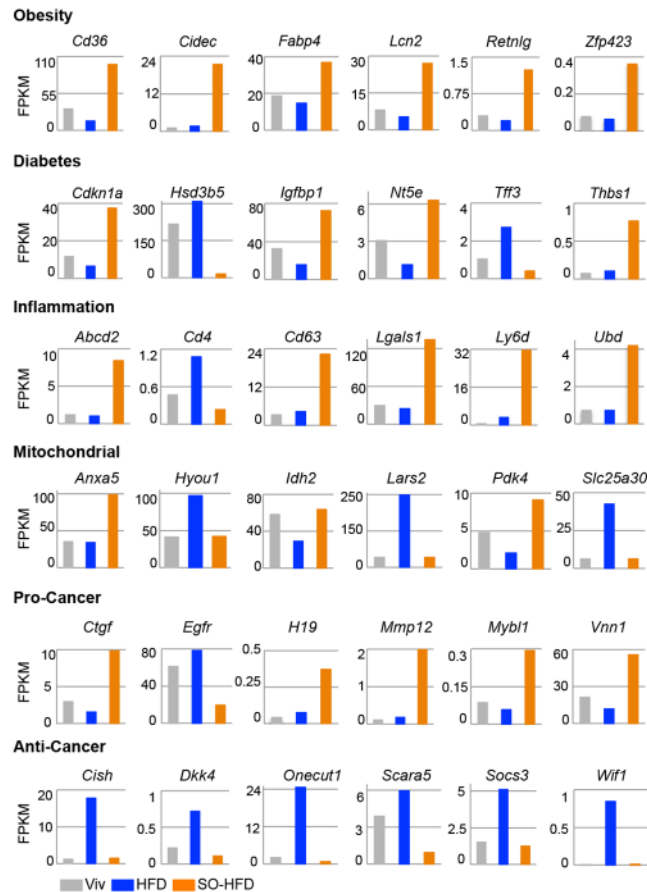 Obesity
Cd36 Cidec Fabp4 Lcn2 Retnlg Zfp423
FPKM
110 24 40 30 1.5 0.4
55 12 20 15 0.75 0.2
0 0 0 0 0 0
Diabetes
Cdkn1a Hsd3b5 Igfbp1 Nt5e Tff3 Thbs1
FPKM
40 300 80 6 4 1
20 150 40 3 2 0.5
0 0 0 0 0 0
Inflammation
Abcd2 Cd4 Cd63 Lgals1 Ly6d Ubd
FPKM
10 1.2 24 120 32 4
5 0.6 12 60 16 2
0 0 0 0 0 0
Mitochondrial
Anxa5 Hyou1 Idh2 Lars2 Pdk4 Slc25a30
FPKM
100 100 80 250 10 50
50 50 40 150 5 25
0 0 0 0 0 0
Pro-Cancer
Ctgf Egfr H19 Mmp12 Mybl1 Vnn1
FPKM
10 80 0.5 2 0.3 60
5 40 0.25 1 0.15 30
0 0 0 0 0 0
Anti-Cancer
Cish Dkk4 Onecut1 Scara5 Socs3 Wif1
FPKM
20 1 24 6 5 1
10 0.5 12 3 2.5 0.5
0 0 0 0 0 0
Viv HFD SO-HFD